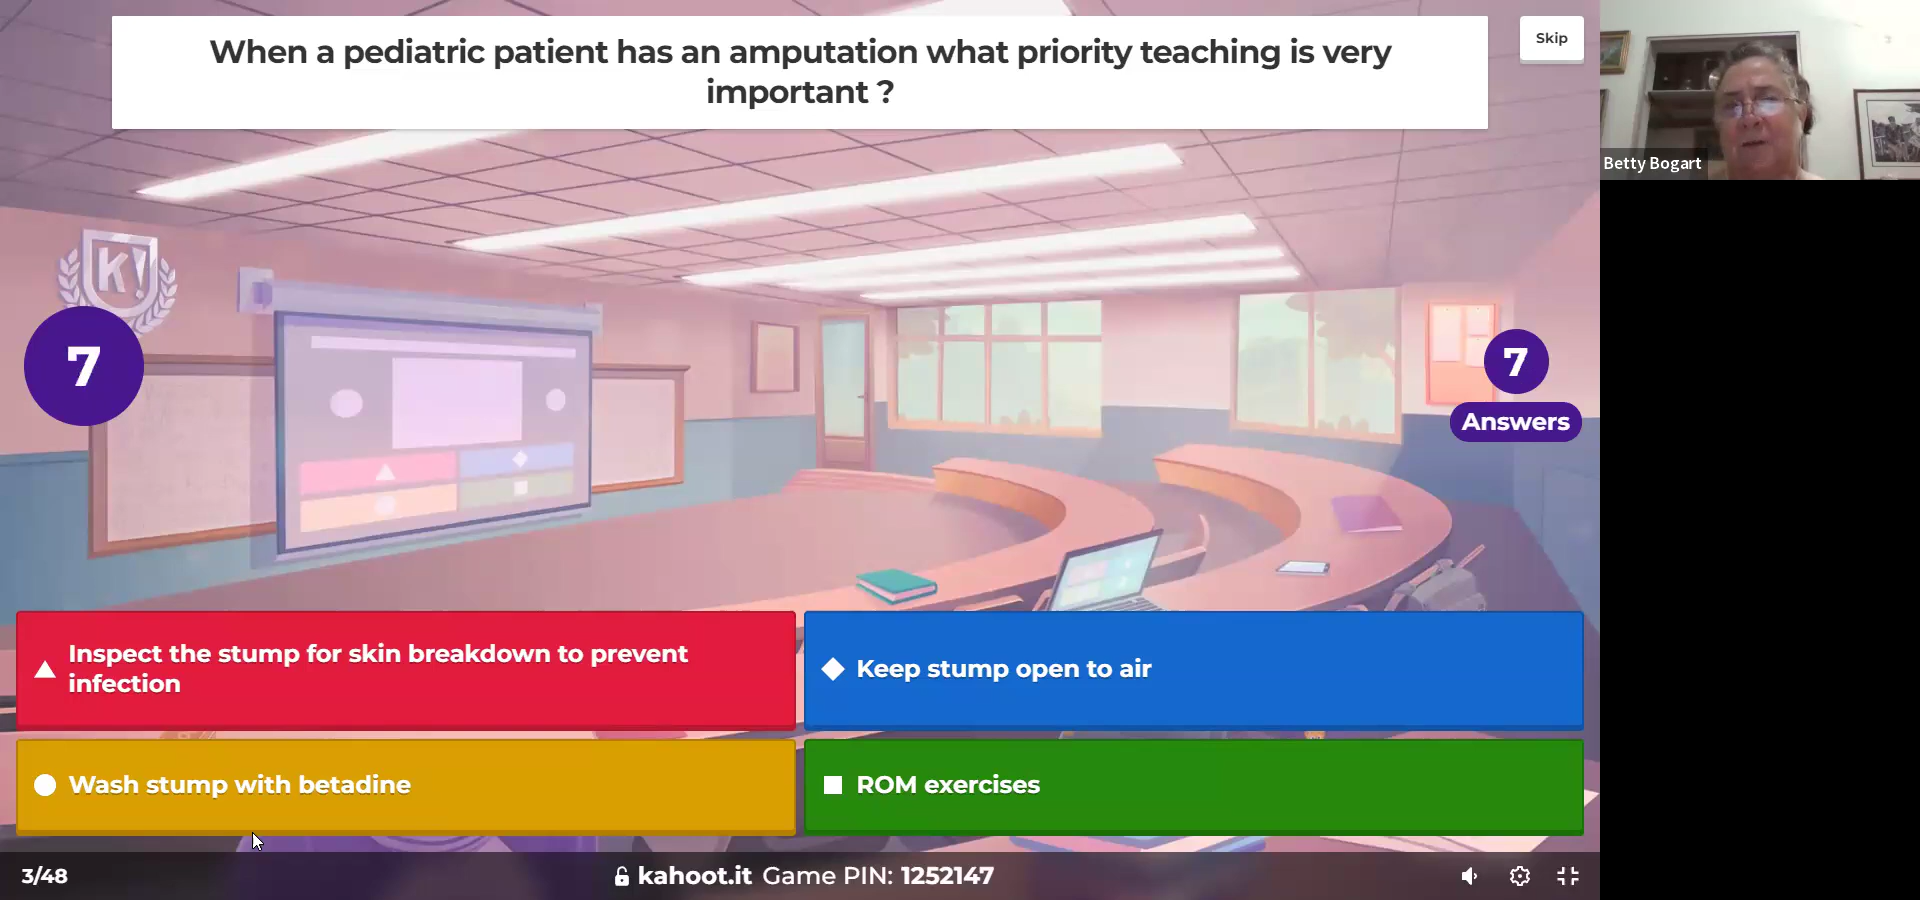 When a pediatric patient has an amputation what priority teaching is very
important ?
Skip
Betty Bogart
K!
7
7
Answers
Inspect the stump for skin breakdown to prevent
infection
Keep stump open to air
Wash stump with betadine
ROM exercises
3/48
kahoot.it Game PIN: 1252147